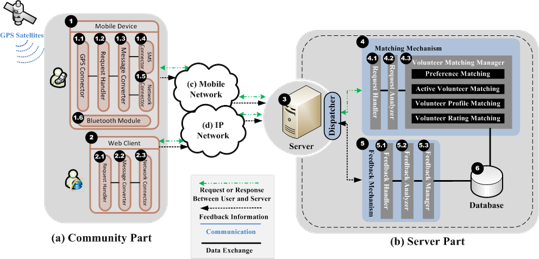 GPS Satellites
1
Mobile Device
1.1
1.2
1.3
1.4
GPS Connector
Request Handler
Message Converter
SMS Connector
1.5
Network Connector
1.6
Bluetooth Module
2
Web Client
2.1
2.2
2.3
Request Handler
Message Converter
Network Connector
(a) Community Part
(c) Mobile
Network
(d) IP
Network
Request or Response
Between User and Server
Feedback Information
Communication
Data Exchange
3
Server
Dispatcher
4
Matching Mechanism
4.1
4.2
4.3
Request Handler
Request Analyzer
Volunteer Matching Manager
Preference Matching
Active Volunteer Matching
Volunteer Profile Matching
Volunteer Rating Matching
5
Feedback Mechanism
5.1
5.2
5.3
Feedback Handler
Feedback Analyzer
Feedback Manager
6
Database
(b) Server Part